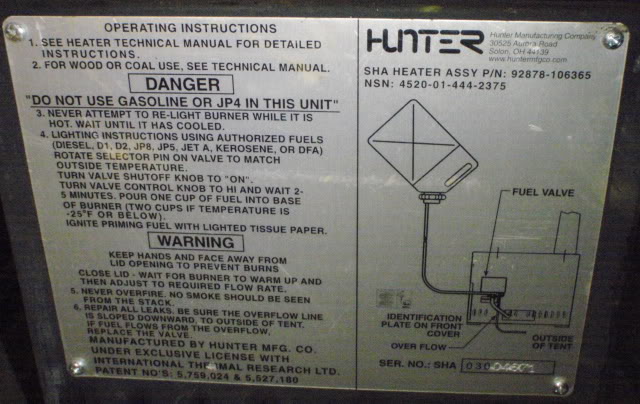 OPERATING INSTRUCTIONS
1. SEE HEATER TECHNICAL MANUAL FOR DETAILED
INSTRUCTIONS.
2. FOR WOOD OR COAL USE, SEE TECHNICAL MANUAL.
DANGER
"DO NOT USE GASOLINE OR JP4 IN THIS UNIT"
3. NEVER ATTEMPT TO RE-LIGHT BURNER WHILE IT IS
HOT. WAIT UNTIL IT HAS COOLED.
4. LIGHTING INSTRUCTIONS USING AUTHORIZED FUELS
(DIESEL, D1, D2, JP8, JP5, JET A, KEROSENE, OR DFA)
ROTATE SELECTOR PIN ON VALVE TO MATCH
OUTSIDE TEMPERATURE.
TURN VALVE SHUTOFF KNOB TO "ON".
TURN VALVE CONTROL KNOB TO HI AND WAIT 2-
5 MINUTES. POUR ONE CUP OF FUEL INTO BASE
OF BURNER (TWO CUPS IF TEMPERATURE IS
-25°F OR BELOW).
IGNITE PRIMING FUEL WITH LIGHTED TISSUE PAPER.
WARNING
KEEP HANDS AND FACE AWAY FROM
LID OPENING TO PREVENT BURNS
CLOSE LID - WAIT FOR BURNER TO WARM UP AND
THEN ADJUST TO REQUIRED FLOW RATE.
5. NEVER OVERFIRE. NO SMOKE SHOULD BE SEEN
FROM THE STACK.
6. REPAIR ALL LEAKS. BE SURE THE OVERFLOW LINE
IS SLOPED DOWNWARD, TO OUTSIDE OF TENT.
IF FUEL FLOWS FROM THE OVERFLOW,
REPLACE THE VALVE.
MANUFACTURED BY HUNTER MFG. CO.
UNDER EXCLUSIVE LICENSE WITH
INTERNATIONAL THERMAL RESEARCH LTD.
PATENT NO'S: 5,759,024 & 5,527,180
HUNTER
Hunter Manufacturing Company
30525 Aurora Road
Solon, OH 44139
www.huntermfgco.com
SHA HEATER ASSY P/N: 92878-106365
NSN: 4520-01-444-2375
FUEL VALVE
IDENTIFICATION
PLATE ON FRONT
COVER
OVER FLOW
OUTSIDE
OF TENT
SER. NO.: SHA